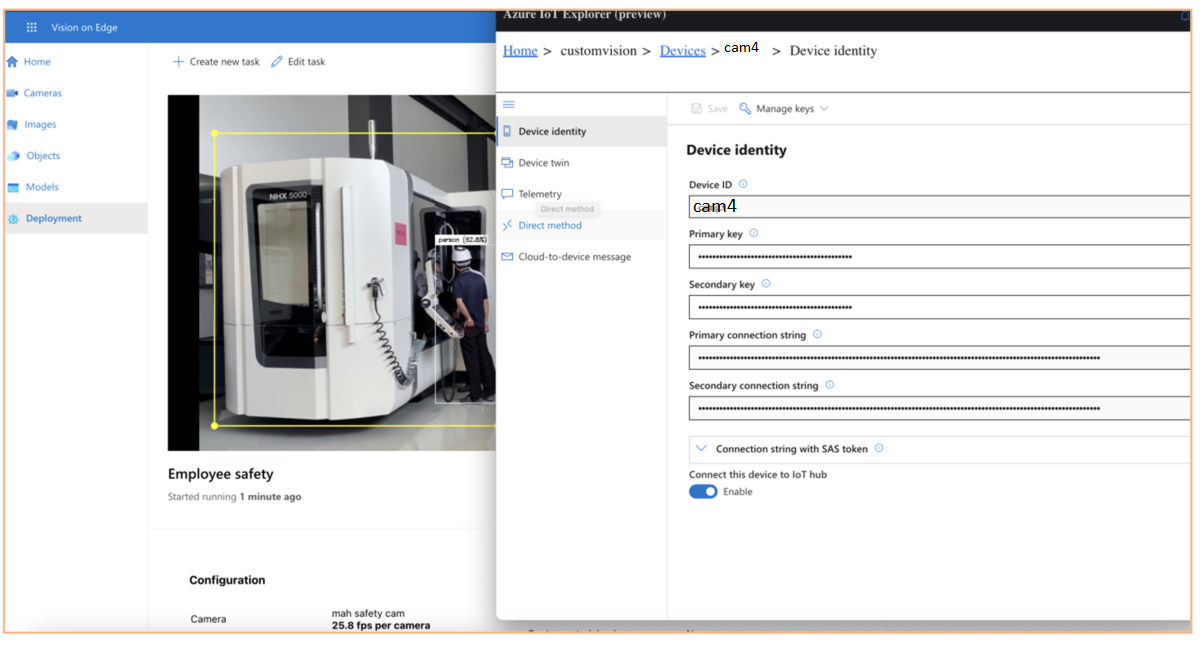 Vision on Edge
Home
Cameras
Images
Objects
Models
Deployment
Create new task
Edit task
NHX 5000
person (62.8%)
Employee safety
Started running 1 minute ago
Configuration
Camera
mah safety cam
25.8 fps per camera
Azure IoT Explorer (preview)
Home > customvision > Devices > cam4 > Device identity
Device identity
Device twin
Telemetry
Direct method
Direct method
Cloud-to-device message
Save
Manage keys
Device identity
Device ID
cam4
Primary key
Secondary key
Primary connection string
Secondary connection string
Connection string with SAS token
Connect this device to IoT hub
Enable